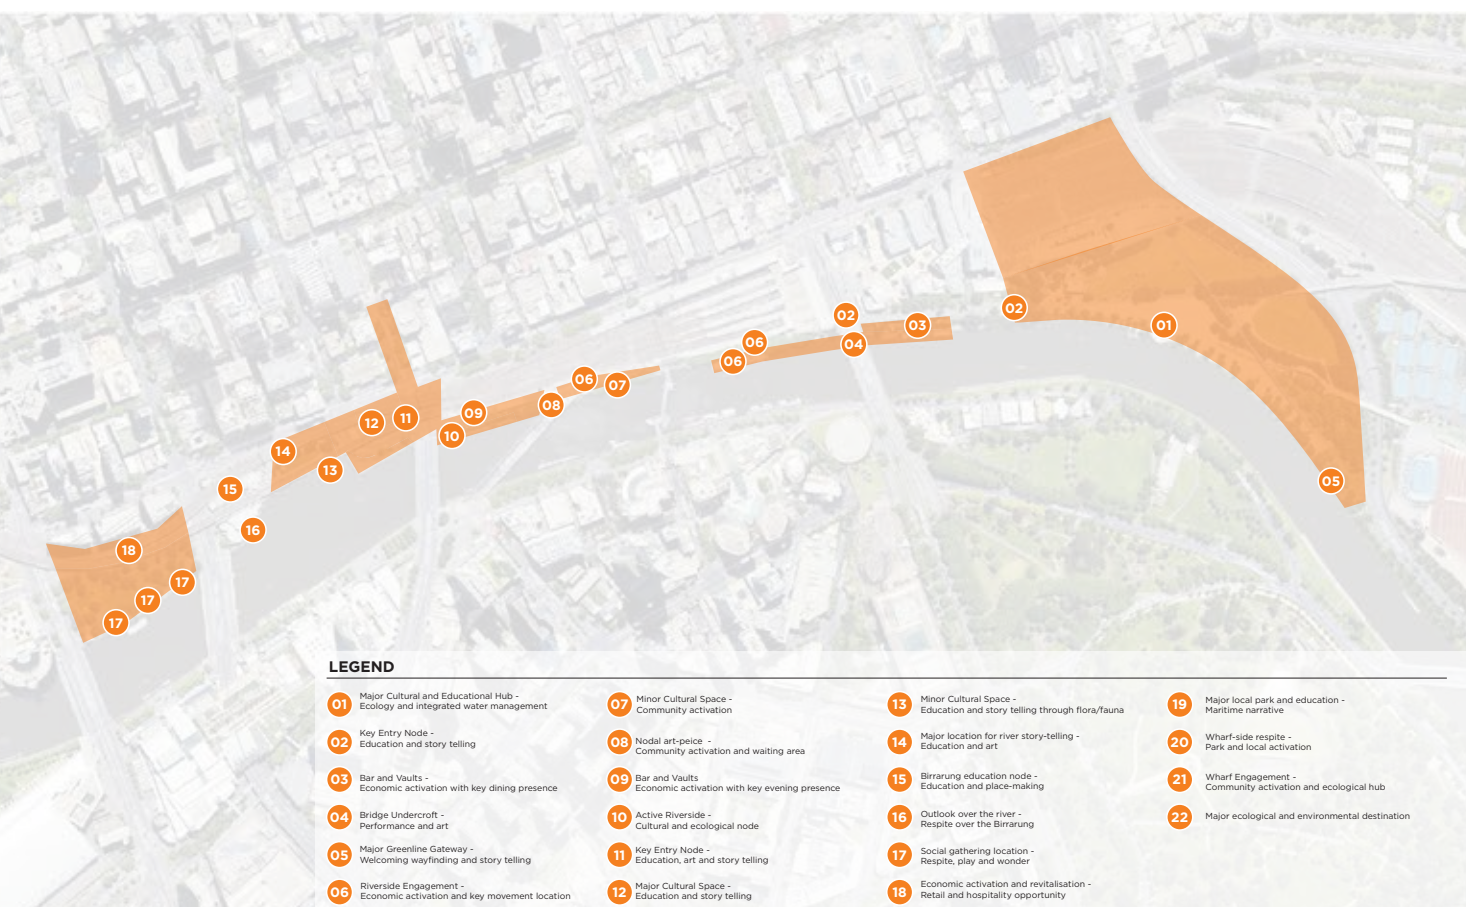 02
02
01
03
04
06
06
06
07
08
09
10
11
12
13
14
15
16
05
18
17
17
17
LEGEND
01 Major Cultural and Educational Hub -
Ecology and integrated water management
02 Key Entry Node -
Education and story telling
03 Bar and Vaults -
Economic activation with key dining presence
04 Bridge Undercroft -
Performance and art
05 Major Greenline Gateway -
Welcoming wayfinding and story telling
06 Riverside Engagement -
Economic activation and key movement location
07 Minor Cultural Space -
Community activation
08 Nodal art-peice -
Community activation and waiting area
09 Bar and Vaults
Economic activation with key evening presence
10 Active Riverside -
Cultural and ecological node
11 Key Entry Node -
Education, art and story telling
12 Major Cultural Space -
Education and story telling
13 Minor Cultural Space -
Education and story telling through flora/fauna
14 Major location for river story-telling -
Education and art
15 Birrarung education node -
Education and place-making
16 Outlook over the river -
Respite over the Birrarung
17 Social gathering location -
Respite, play and wonder
18 Economic activation and revitalisation -
Retail and hospitality opportunity
19 Major local park and education -
Maritime narrative
20 Wharf-side respite -
Park and local activation
21 Wharf Engagement -
Community activation and ecological hub
22 Major ecological and environmental destination